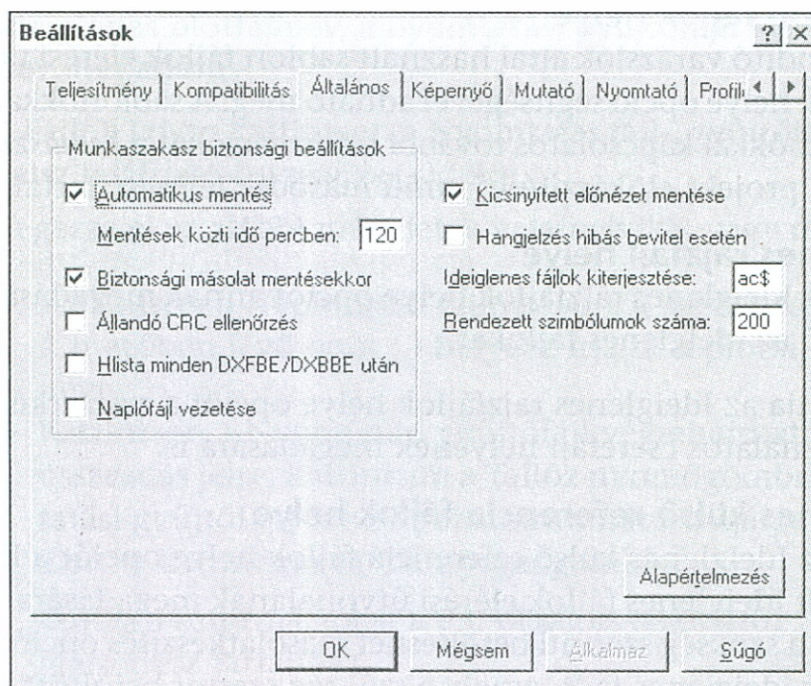 Beállítások
Teljesítmény Kompatibilitás Általános Képernyő Mutató Nyomtató Profil
Munkaszakasz biztonsági beállítások
Automatikus mentés
Mentések közti idő percben: 120
Biztonsági másolat mentésekkor
Állandó CRC ellenőrzés
Hlista minden DXFBE/DXBBE után
Naplófájl vezetése
Kicsinyített előnézet mentése
Hangjelzés hibás bevitel esetén
Ideiglenes fájlok kiterjesztése: ac$
Rendezett szimbólumok száma: 200
Alapértelmezés
OK Mégsem Alkalmaz Súgó